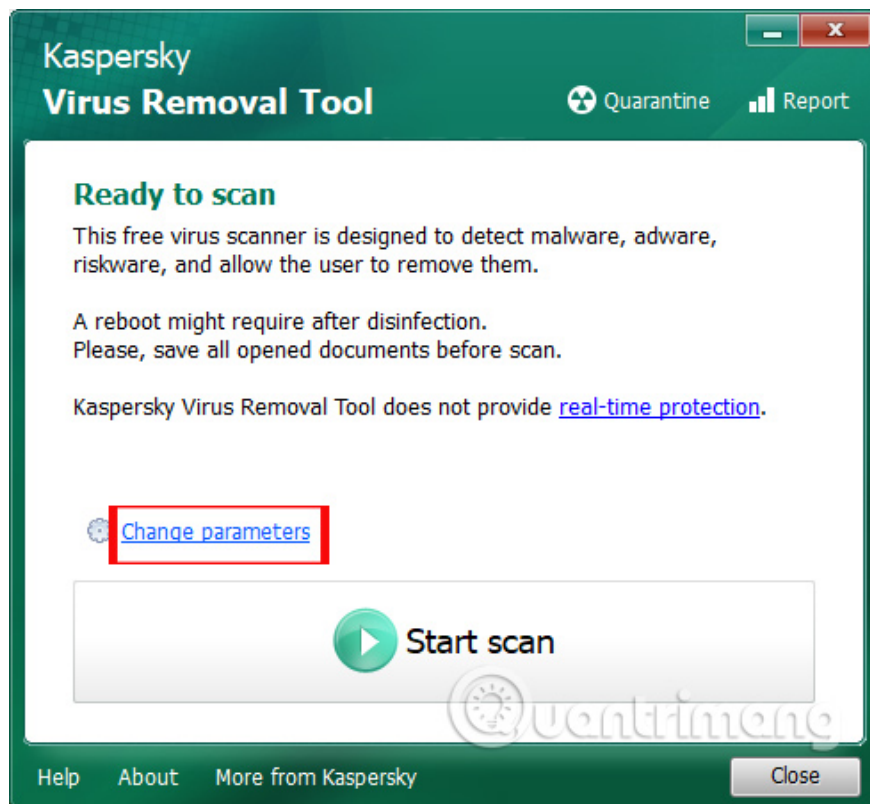 Kaspersky
Virus Removal Tool
Quarantine
Report
Ready to scan
This free virus scanner is designed to detect malware, adware,
riskware, and allow the user to remove them.
A reboot might require after disinfection.
Please, save all opened documents before scan.
Kaspersky Virus Removal Tool does not provide real-time protection.
Change parameters
Start scan
Quantrimang
Help About More from Kaspersky
Close